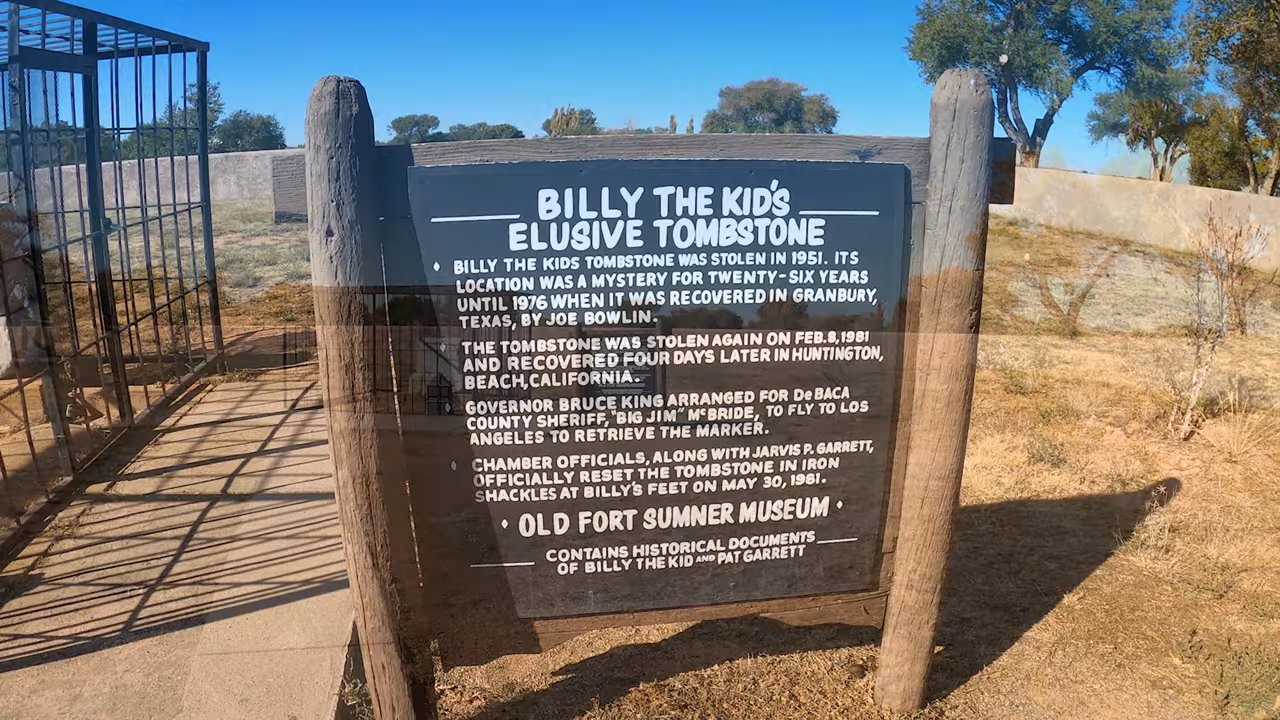 BILLY THE KID'S
ELUSIVE TOMBSTONE
BILLY THE KIDS TOMBSTONE WAS STOLEN IN 1951. ITS
LOCATION WAS A MYSTERY FOR TWENTY-SIX YEARS
UNTIL 1976 WHEN IT WAS RECOVERED IN GRANBURY,
TEXAS, BY JOE BOWLIN.
THE TOMBSTONE WAS STOLEN AGAIN ON FEB. 8, 1981
AND RECOVERED FOUR DAYS LATER IN HUNTINGTON,
BEACH, CALIFORNIA.
GOVERNOR BRUCE KING ARRANGED FOR DeBACA
COUNTY SHERIFF, "BIG JIM" McBRIDE, TO FLY TO LOS
ANGELES TO RETRIEVE THE MARKER.
CHAMBER OFFICIALS, ALONG WITH JARVIS P. GARRETT,
OFFICIALLY RESET THE TOMBSTONE IN IRON
SHACKLES AT BILLY'S FEET ON MAY 30, 1981.
OLD FORT SUMNER MUSEUM
CONTAINS HISTORICAL DOCUMENTS
OF BILLY THE KID AND PAT GARRETT